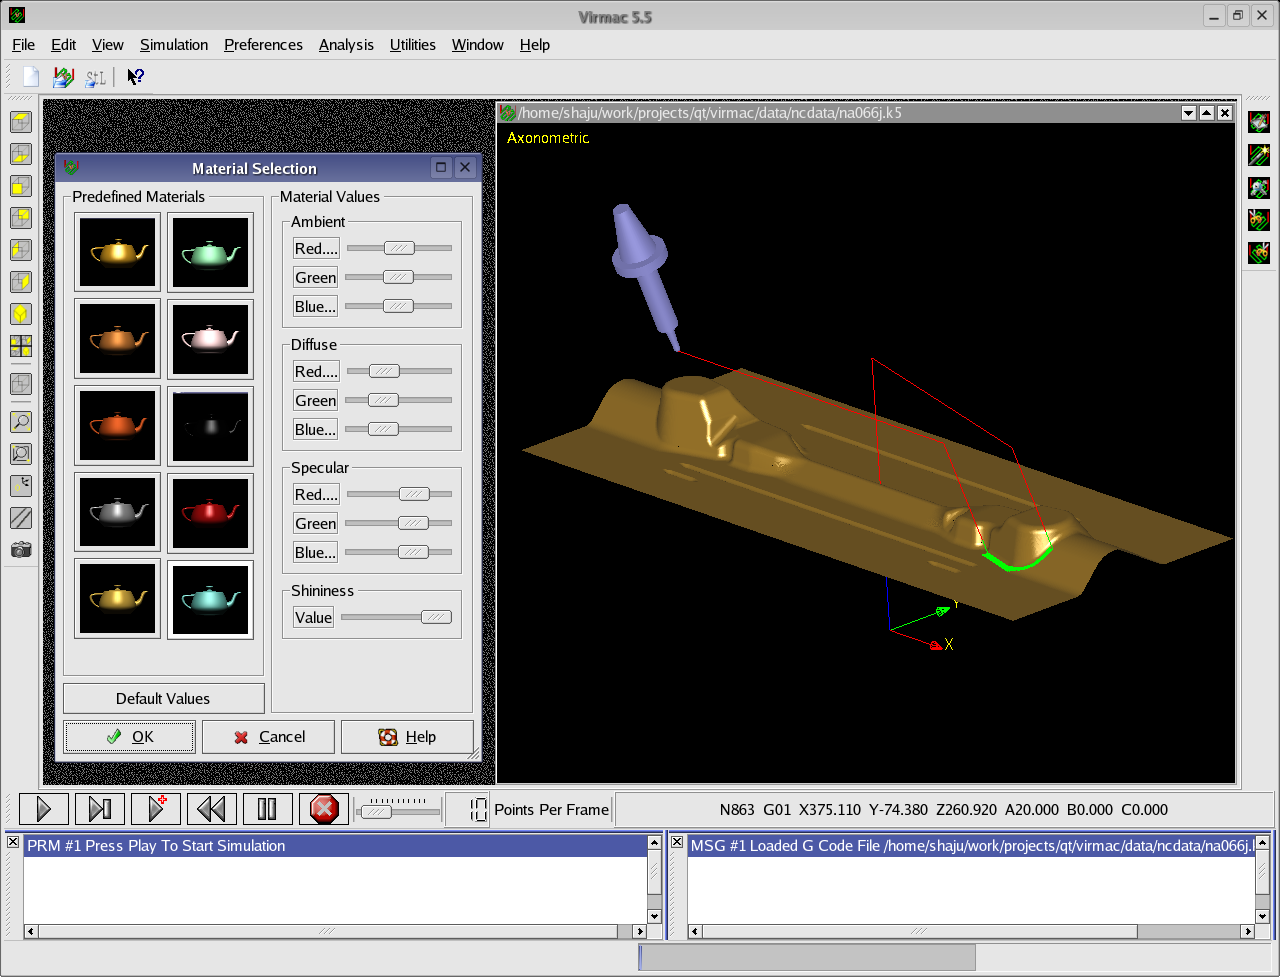 Virmac 5.5
File Edit View Simulation Preferences Analysis Utilities Window Help
StL
/home/shaju/work/projects/qt/virmac/data/ncdata/na066j.k5
Axonometric
Material Selection
Predefined Materials
Material Values
Ambient
Red....
Green
Blue...
Diffuse
Red....
Green
Blue...
Specular
Red....
Green
Blue...
Shininess
Value
Default Values
OK
Cancel
Help
Y
X
10 Points Per Frame
N863 G01 X375.110 Y-74.380 Z260.920 A20.000 B0.000 C0.000
PRM #1 Press Play To Start Simulation
MSG #1 Loaded G Code File /home/shaju/work/projects/qt/virmac/data/ncdata/na066j.